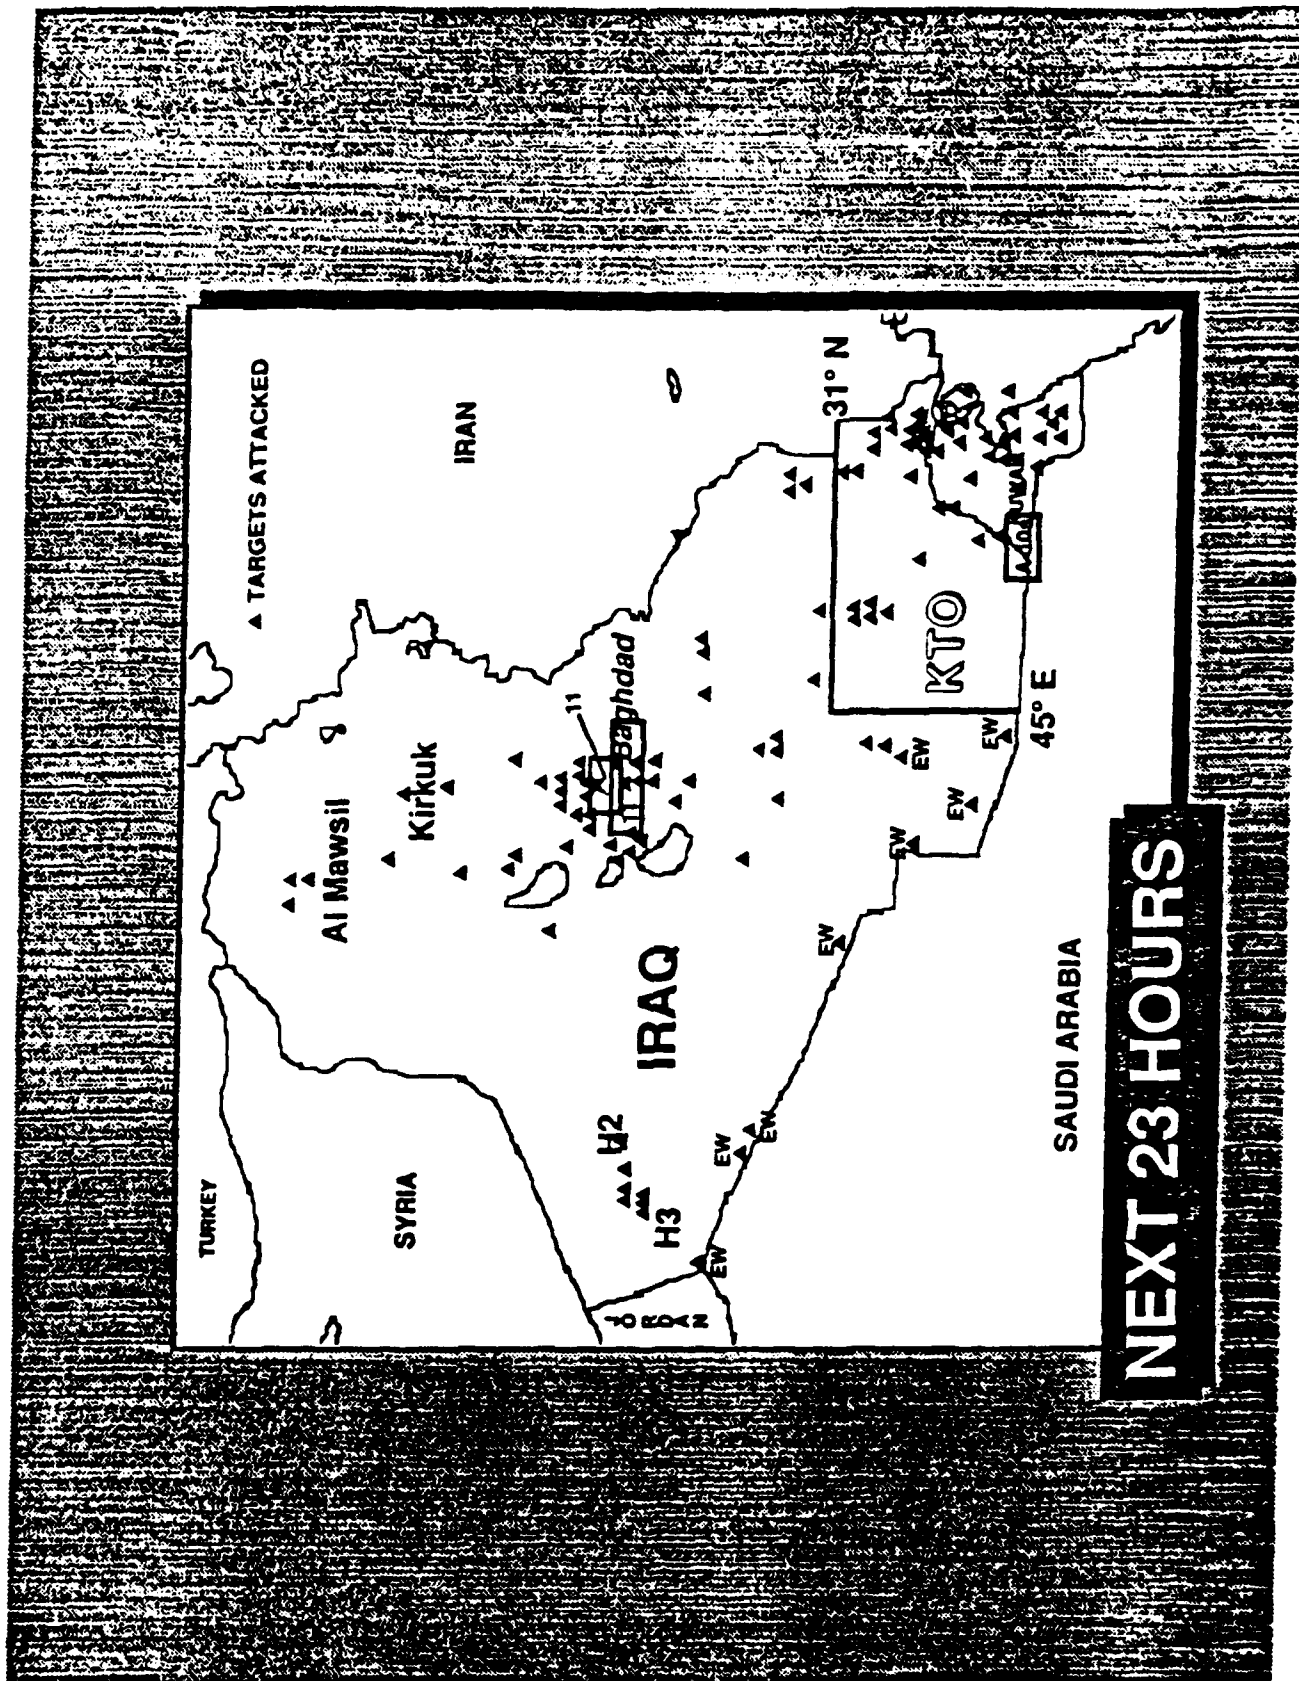 TURKEY
▲ TARGETS ATTACKED
Al Mawsil
SYRIA
Kirkuk
IRAN
11
H2
Baghdad
IRAQ
JORDAN
H3
EW
EW
EW
EW
31° N
EW
EW
KTO
EW
EW
45° E
SAUDI ARABIA
NEXT 23 HOURS